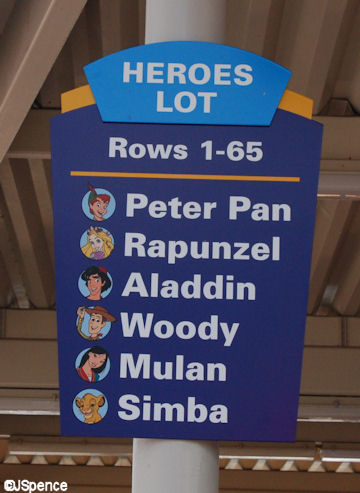 HEROES
LOT
Rows 1-65
Peter Pan
Rapunzel
Aladdin
Woody
Mulan
Simba
©JSpence